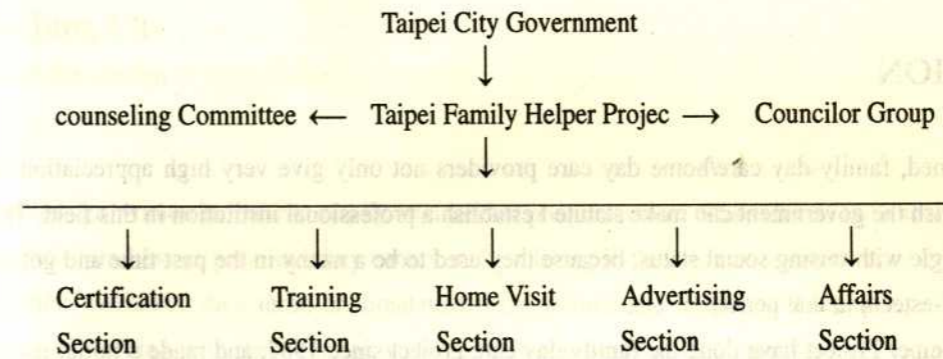 Taipei City Government
counseling Committee ← Taipei Family Helper Projec → Councilor Group
Certification Training Home Visit Advertising Affairs
Section Section Section Section Section